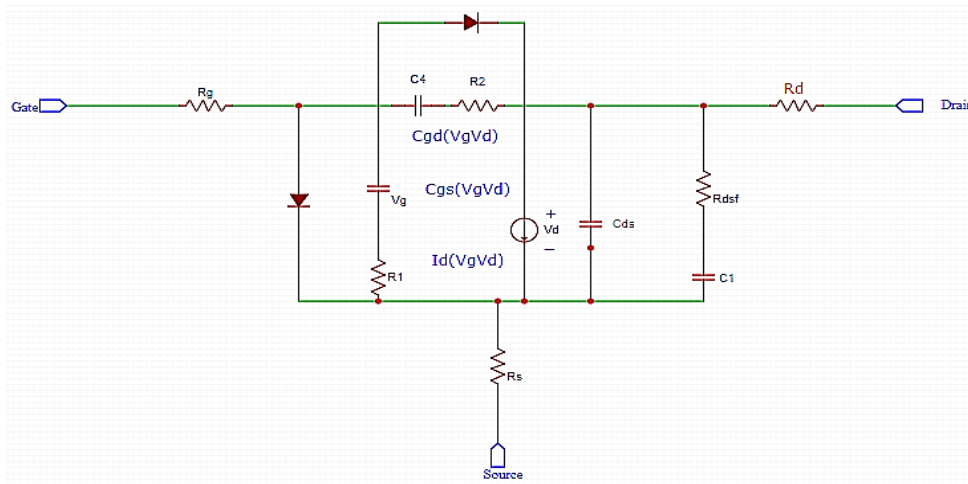 C4
R2
Rg
Rd
Gate
Drain
Cgd(VgVd)
Cgs(VgVd)
Vg
Rdsf
+
Vd
−
Cds
Id(VgVd)
R1
C1
Rs
Source